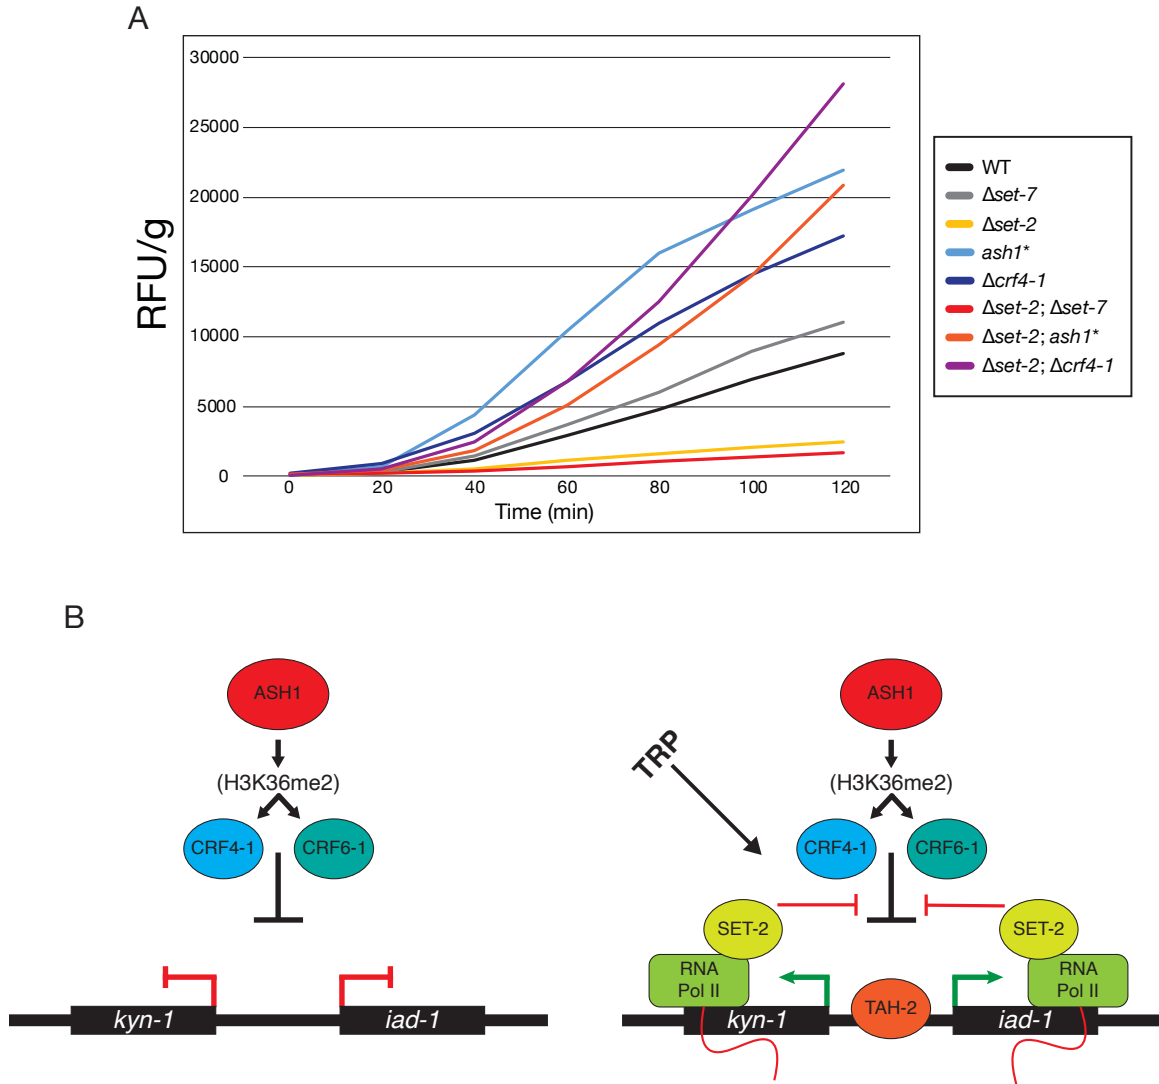 A
30000
25000
20000
15000
10000
5000
0
RFU/g
0 20 40 60 80 100 120
Time (min)
WT
Δset-7
Δset-2
ash1*
Δcrf4-1
Δset-2; Δset-7
Δset-2; ash1*
Δset-2; Δcrf4-1
B
ASH1
(H3K36me2)
CRF4-1 CRF6-1
kyn-1 iad-1
ASH1
TRP
(H3K36me2)
CRF4-1 CRF6-1
SET-2 SET-2
RNA
Pol II
RNA
Pol II
kyn-1 TAH-2 iad-1